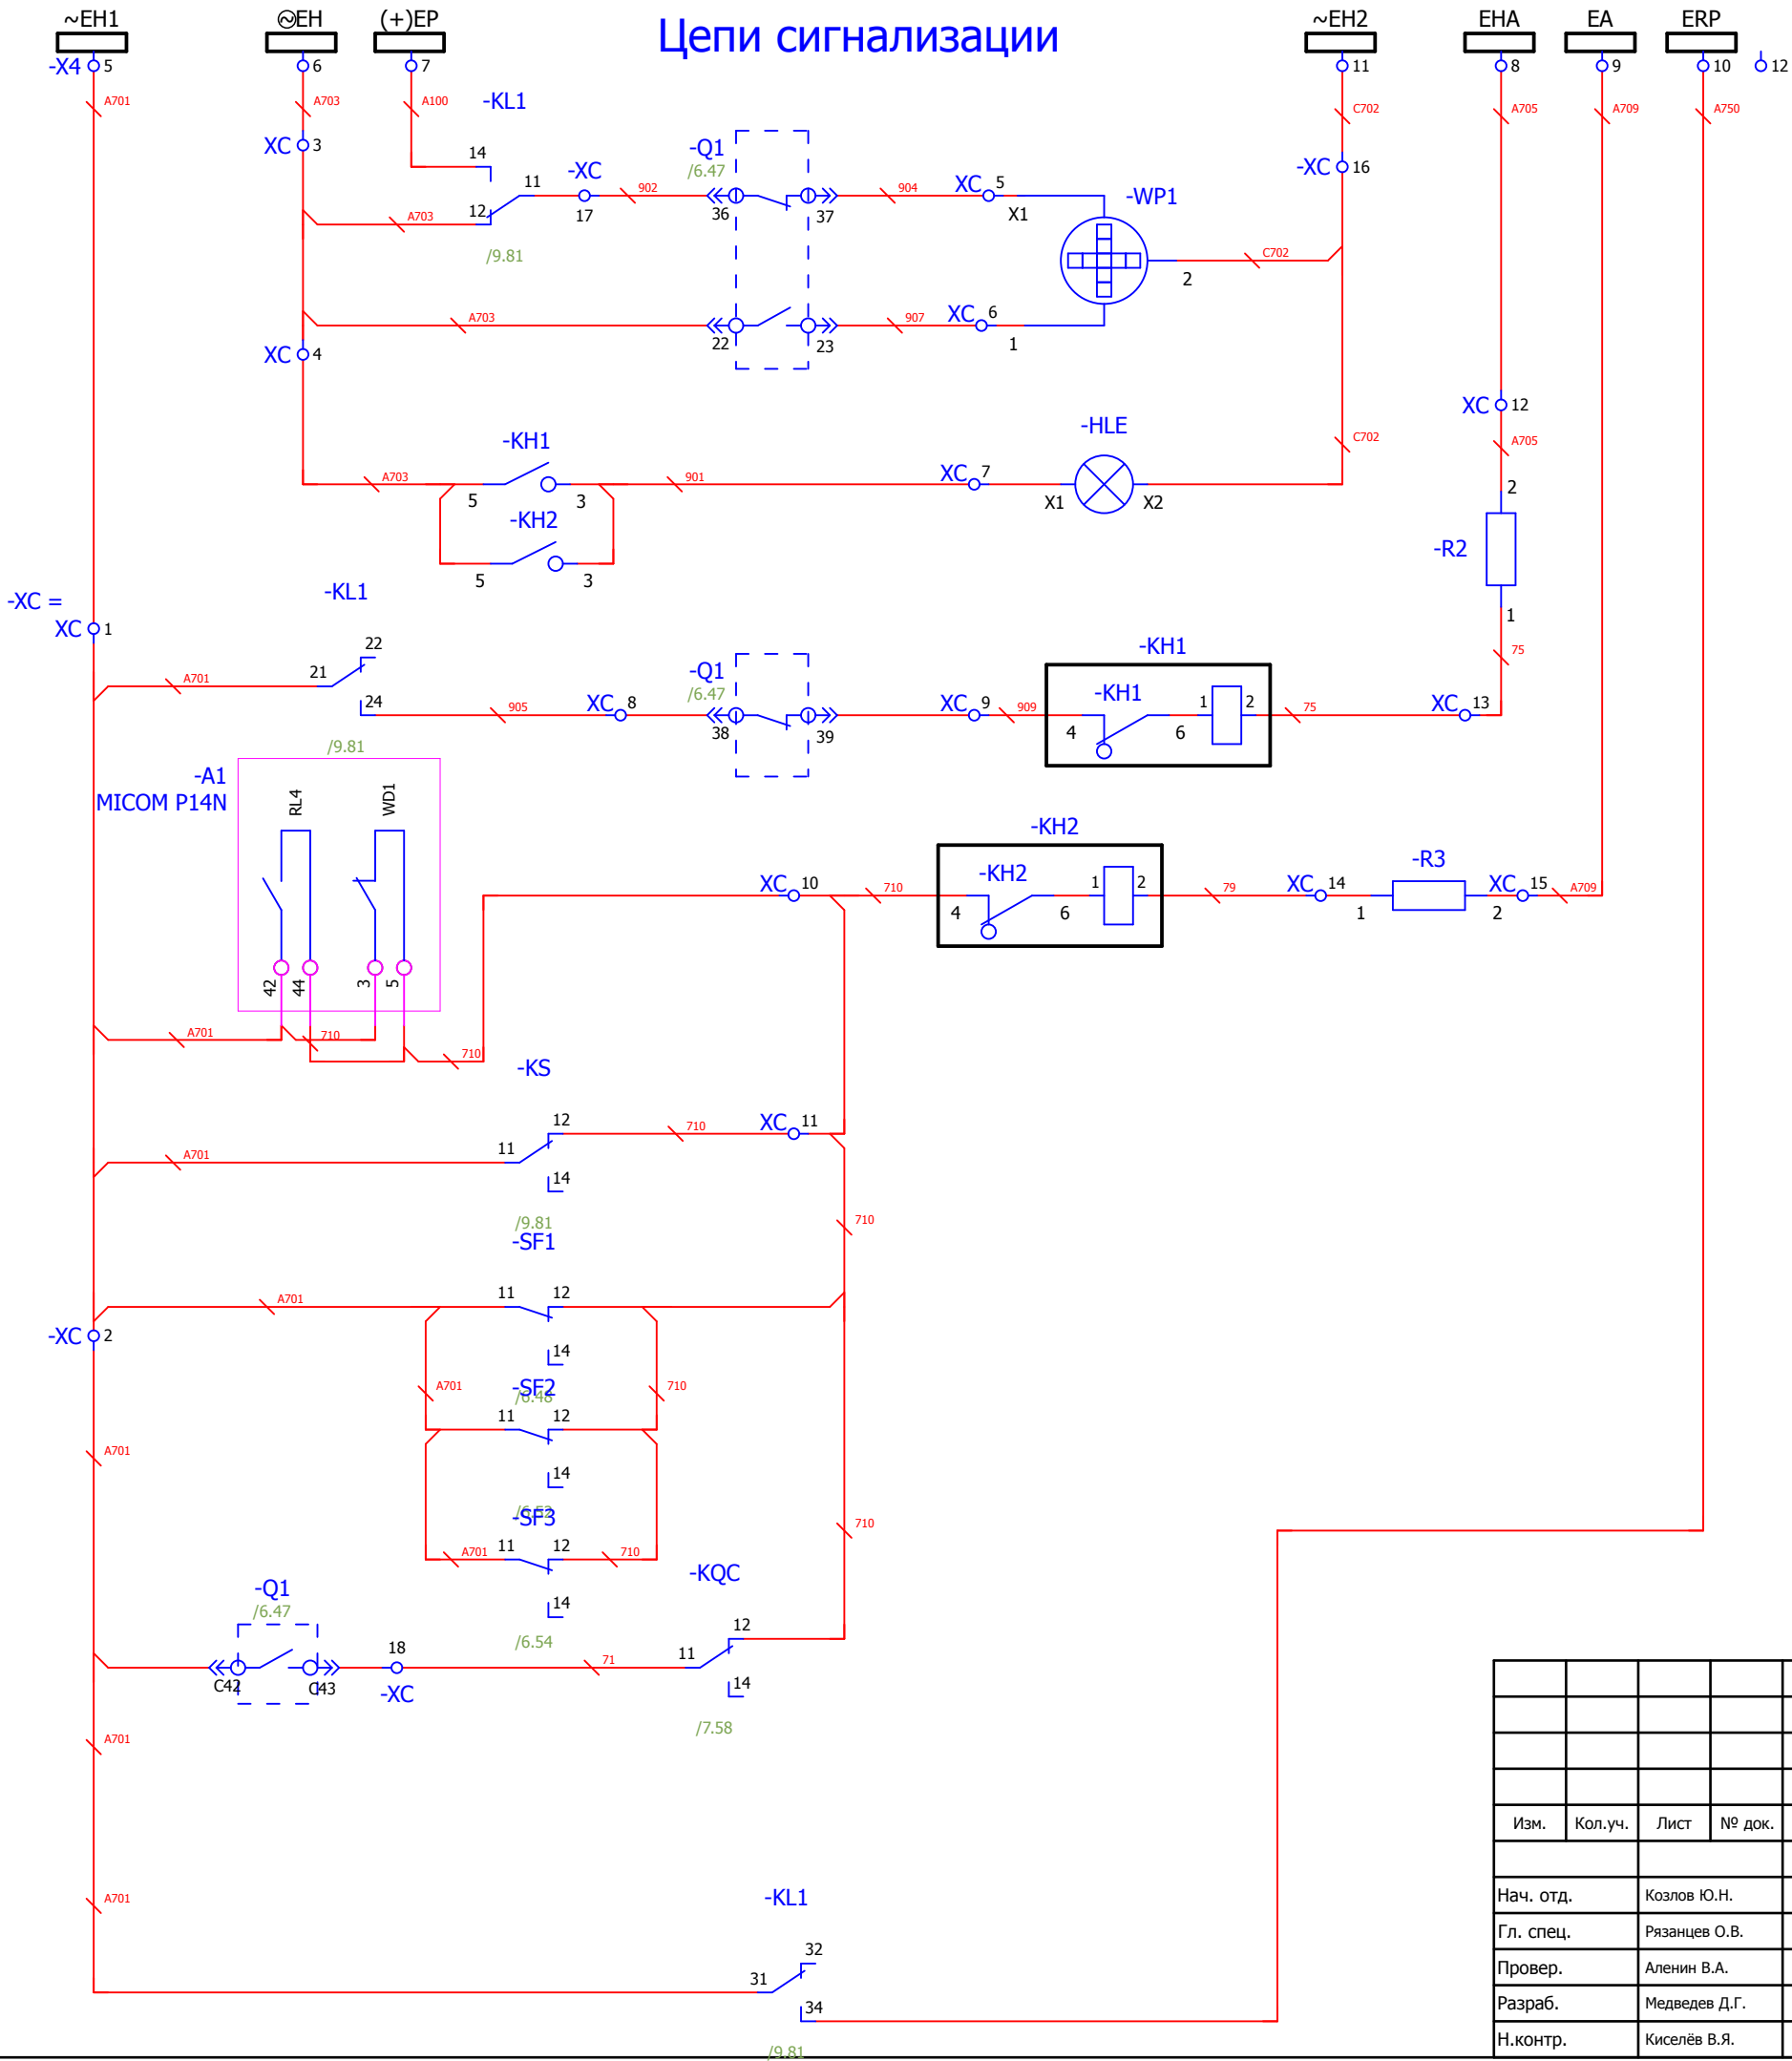 Цепи сигнализации
~EH1
EH
(+)EP
~EH2
EHA
EA
ERP
-X4 5
6
7
11
8
9
10
12
A701
A703
A100
-KL1
C702
A705
A709
A750
XC 3
14
-Q1
/6.47
-XC 16
11
-XC
17
902
36
37
904
XC 5
X1
-WP1
12
A703
/9.81
C702
2
A703
22
23
907
XC 6
1
XC 4
XC 12
-KH1
-HLE
C702
A705
A703
5
3
901
XC 7
X1
X2
2
-KH2
5
3
-R2
-KL1
-XC =
XC 1
1
22
21
A701
-Q1
/6.47
-KH1
75
24
905
XC 8
38
39
XC 9
909
-KH1
4
6
1
2
75
XC 13
/9.81
-A1
MICOM P14N
RL4
WD1
-KH2
XC 10
710
-KH2
4
6
1
2
79
XC 14
1
-R3
2
XC 15
A709
42
44
3
5
A701
710
710
-KS
12
11
A701
710
XC 11
14
/9.81
-SF1
710
A701
11
12
-XC 2
14
/6.48
-SF2
A701
710
11
12
A701
14
-SF3
A701
11
12
710
710
14
/6.54
-Q1
/6.47
C42
C43
18
-XC
71
-KQC
12
11
14
/7.58
A701
A701
-KL1
32
31
34
/9.81
Изм. Кол.уч. Лист № док.
Нач. отд. Козлов Ю.Н.
Гл. спец. Рязанцев О.В.
Провер. Аленин В.А.
Разраб. Медведев Д.Г.
Н.контр. Киселёв В.Я.